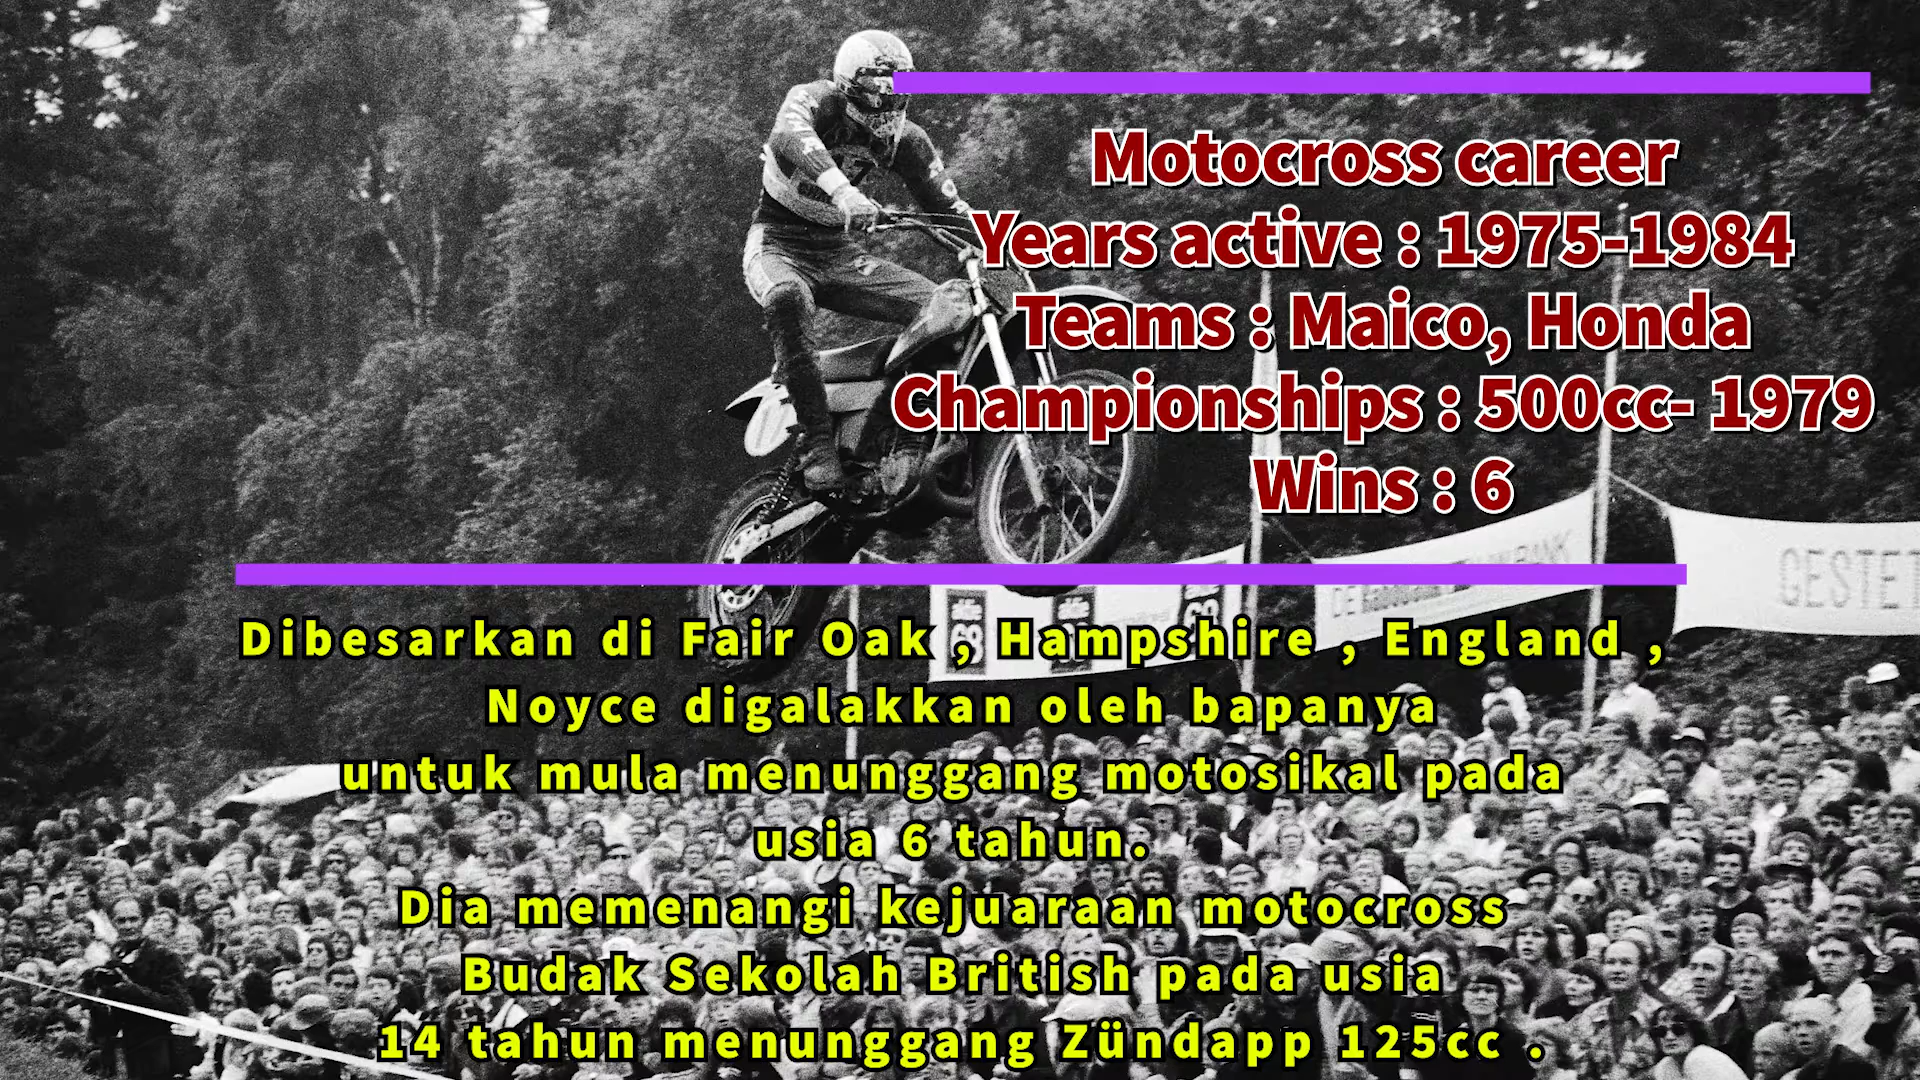 Motocross career
Years active : 1975-1984
Teams : Maico, Honda
Championships : 500cc- 1979
Wins : 6
GESTET
Dibesarkan di Fair Oak , Hampshire , England ,
Noyce digalakkan oleh bapanya
untuk mula menunggang motosikal pada
usia 6 tahun.
Dia memenangi kejuaraan motocross
Budak Sekolah British pada usia
14 tahun menunggang Zündapp 125cc .